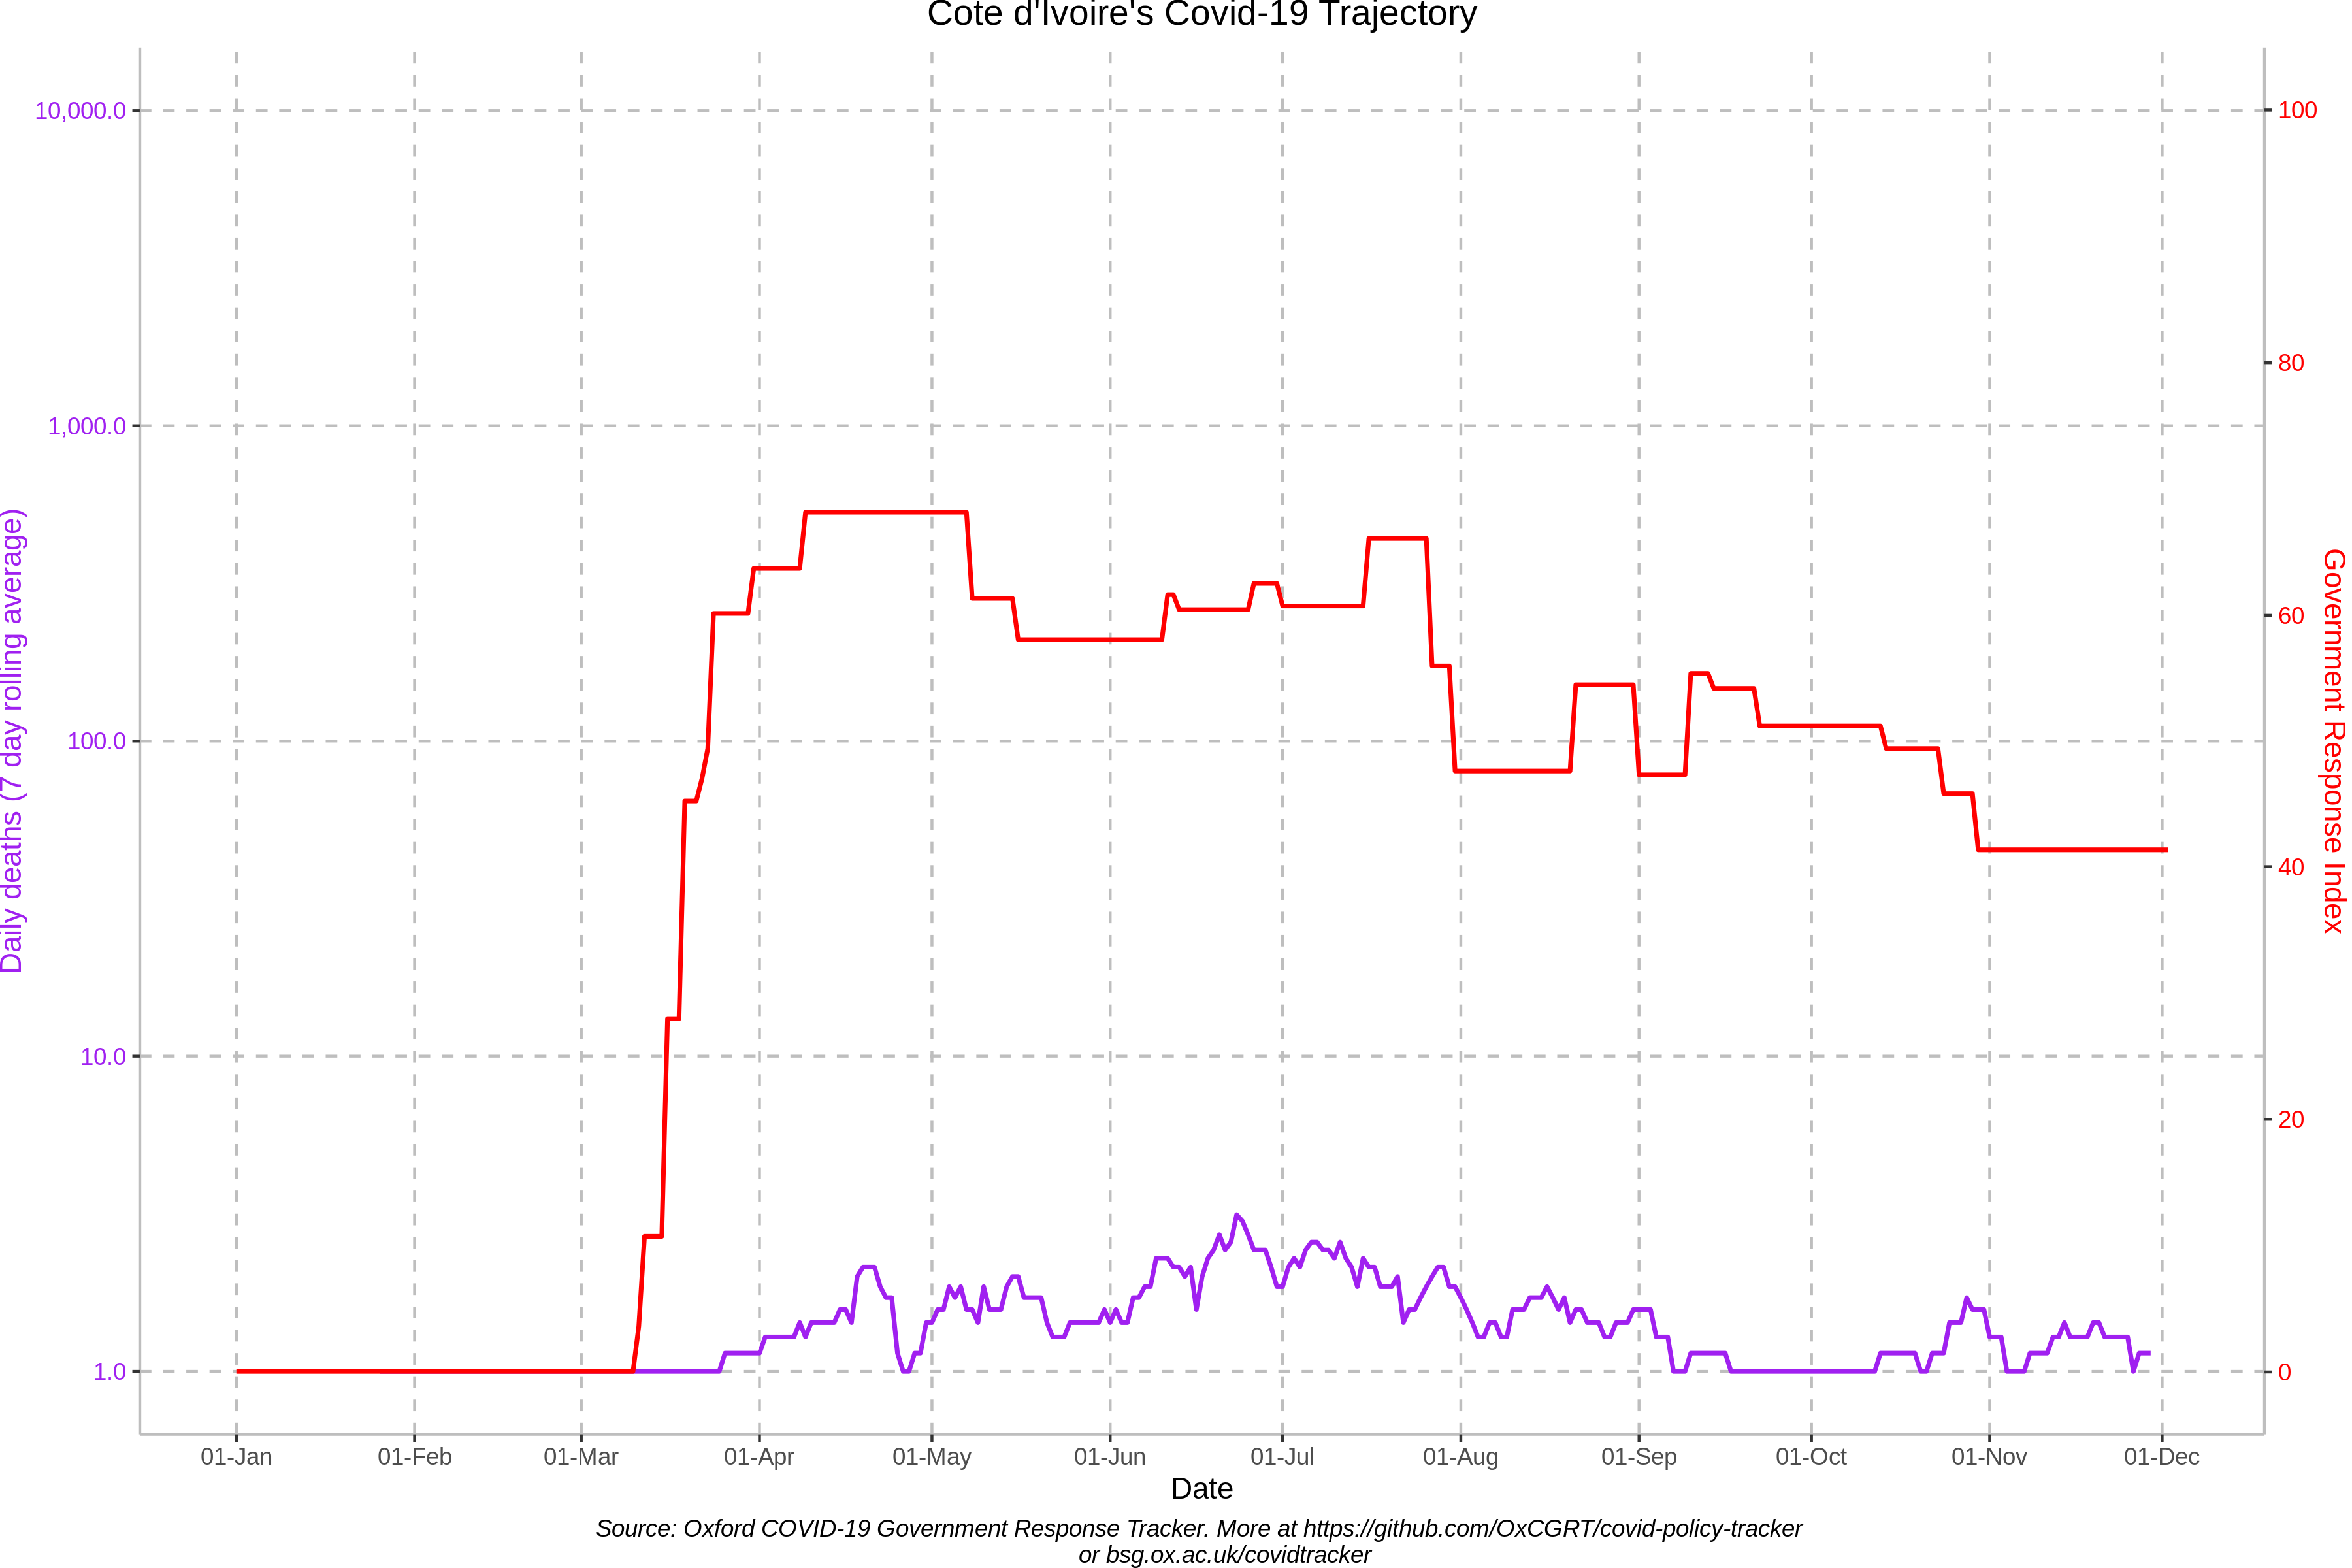 Cote d'Ivoire's Covid-19 Trajectory
10,000.0
1,000.0
100.0
10.0
1.0
Daily deaths (7 day rolling average)
100
80
60
40
20
0
Government Response Index
01-Jan 01-Feb 01-Mar 01-Apr 01-May 01-Jun 01-Jul 01-Aug 01-Sep 01-Oct 01-Nov 01-Dec
Date
Source: Oxford COVID-19 Government Response Tracker. More at https://github.com/OxCGRT/covid-policy-tracker
or bsg.ox.ac.uk/covidtracker